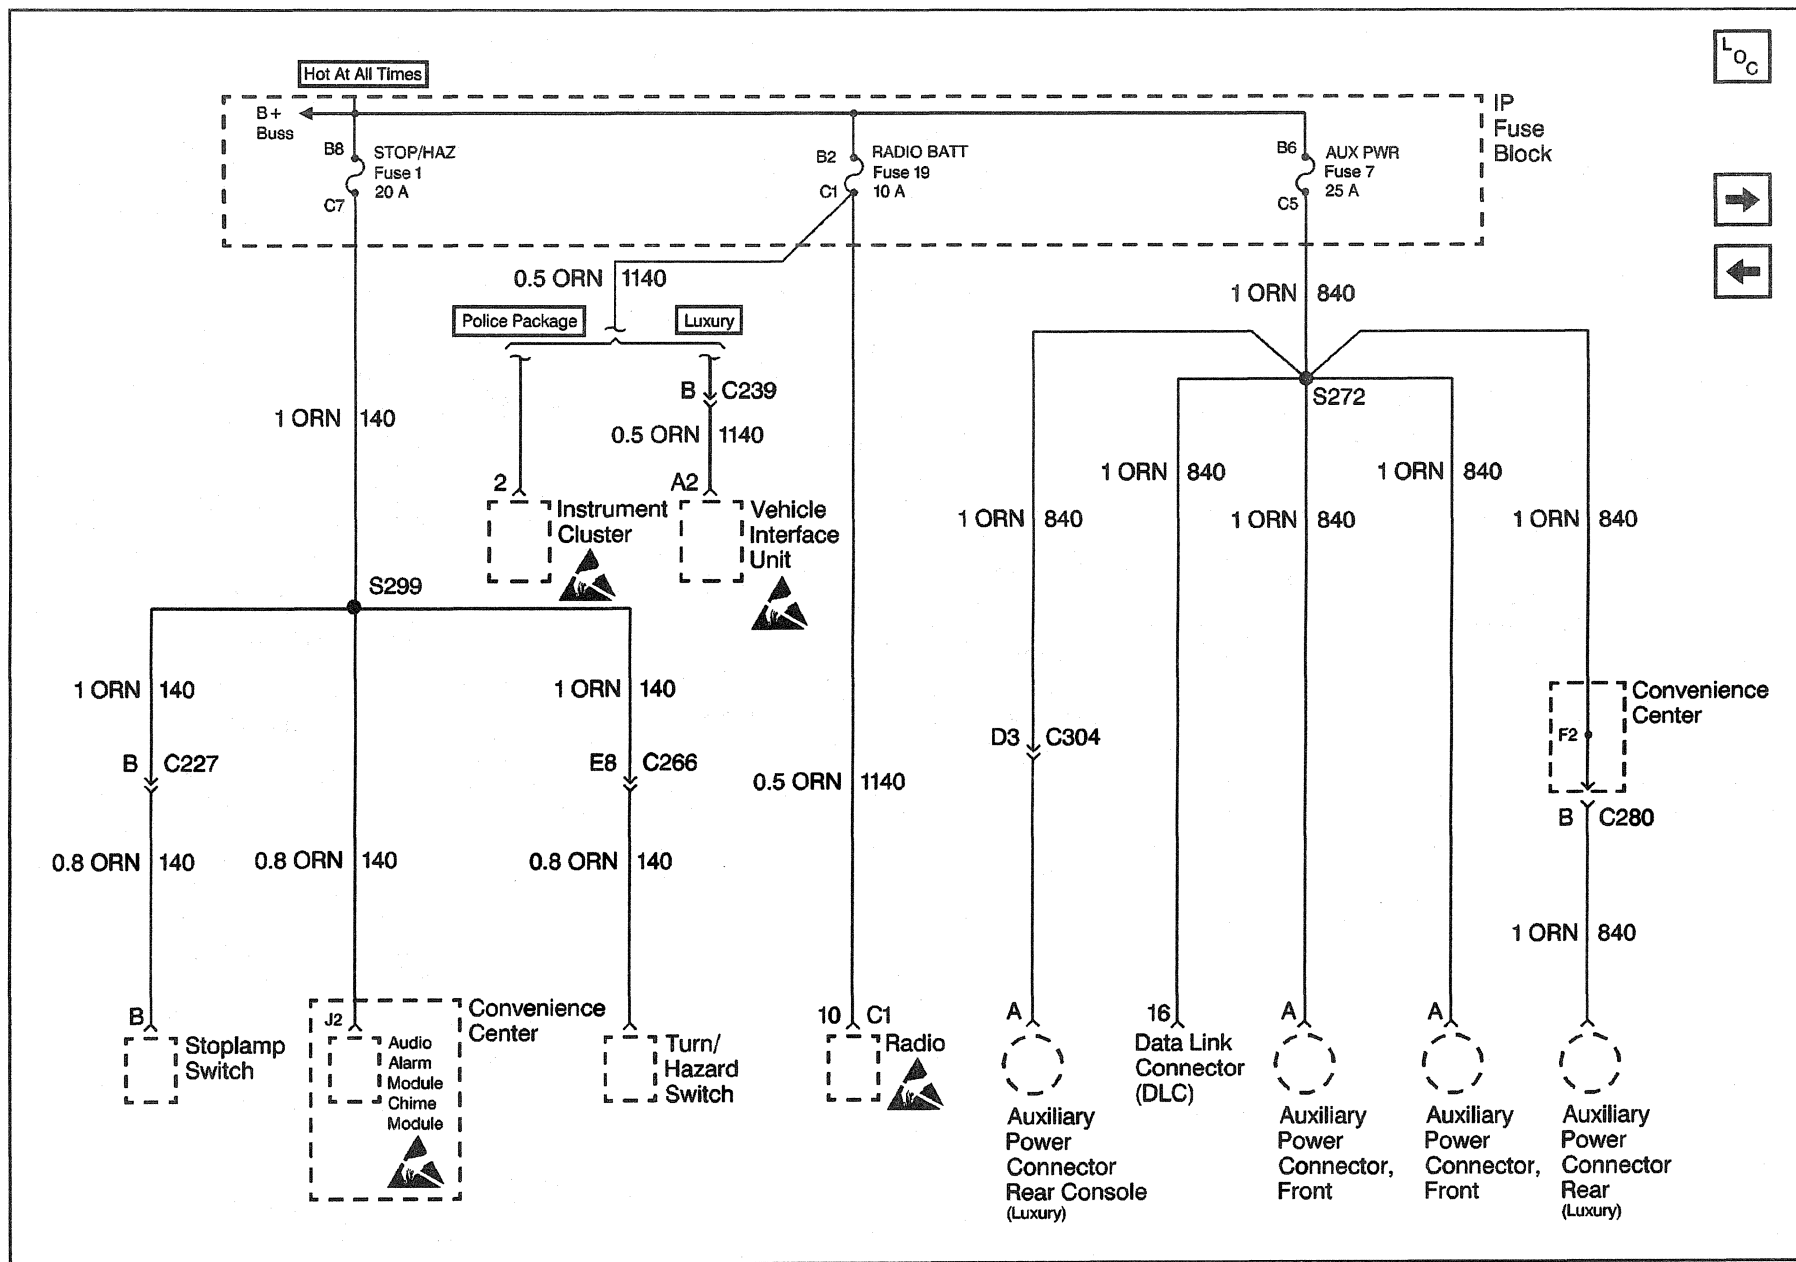 L
O
C
Hot At All Times
B+
Buss
IP
Fuse
Block
B8
STOP/HAZ
Fuse 1
20 A
C7
B2
RADIO BATT
Fuse 19
10 A
C1
B6
AUX PWR
Fuse 7
25 A
C5
0.5 ORN 1140
1 ORN 840
Police Package
Luxury
S272
B C239
1 ORN 140
0.5 ORN 1140
1 ORN 840
1 ORN 840
2
A2
Instrument
Cluster
Vehicle
Interface
Unit
1 ORN 840
1 ORN 840
1 ORN 840
S299
1 ORN 140
1 ORN 140
Convenience
Center
F2
B C227
E8 C266
D3 C304
0.5 ORN 1140
B C280
0.8 ORN 140
0.8 ORN 140
0.8 ORN 140
1 ORN 840
B
Stoplamp
Switch
J2
Convenience
Center
Audio
Alarm
Module
Chime
Module
Turn/
Hazard
Switch
10 C1
Radio
A
Auxiliary
Power
Connector
Rear Console
(Luxury)
16
Data Link
Connector
(DLC)
A
Auxiliary
Power
Connector,
Front
A
Auxiliary
Power
Connector,
Front
Auxiliary
Power
Connector
Rear
(Luxury)